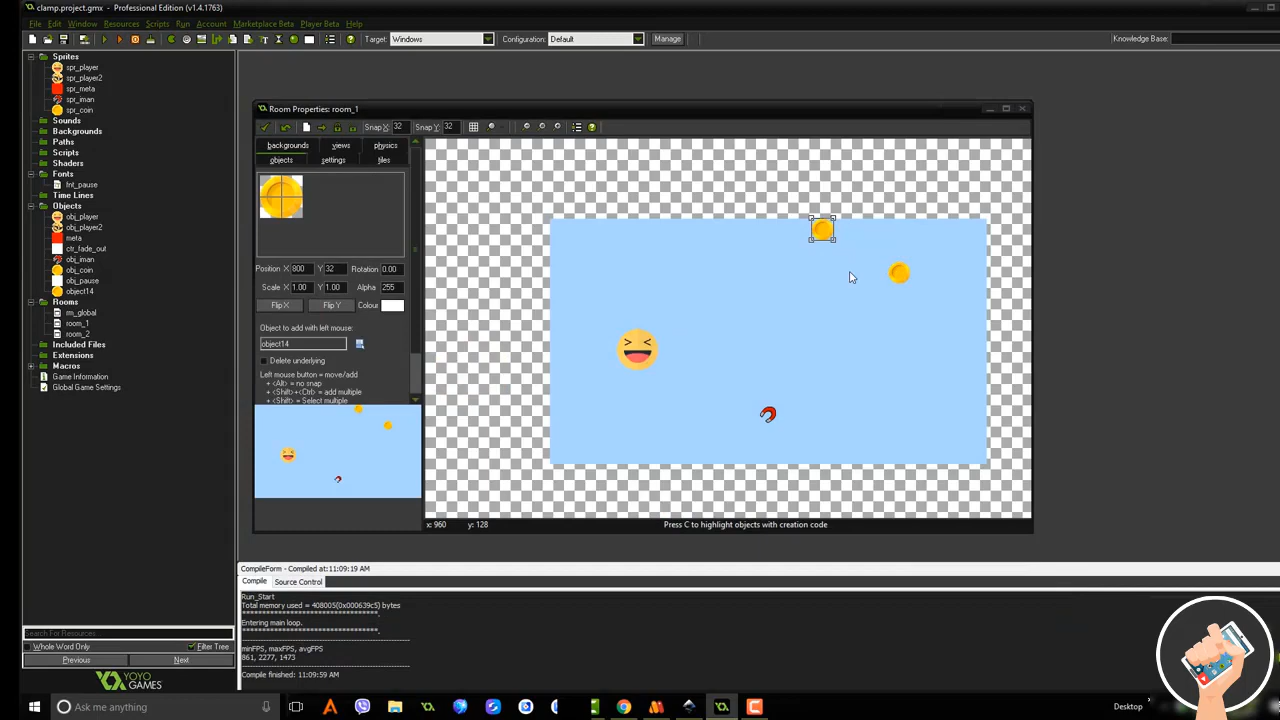 clamp.project.gmx — Professional Edition (v1.4.1763)
File Edit Window Resources Scripts Run Account Marketplace Beta Player Beta Help
Target: Windows Configuration: Default Manage Knowledge Base:
Sprites
spr_player
spr_player2
spr_meta
spr_iman
spr_coin
Sounds
Backgrounds
Paths
Scripts
Shaders
Fonts
fnt_pause
Time Lines
Objects
obj_player
obj_player2
meta
ctr_fade_out
obj_iman
obj_coin
obj_pause
object14
Rooms
rm_global
room_1
room_2
Included Files
Extensions
Macros
Game Information
Global Game Settings
Search For Resources
Whole Word Only Filter Tree
Previous Next
YOYO
GAMES
Room Properties: room_1
Snap X: 32 Snap Y: 32
backgrounds views physics
objects settings files
Position X 800 Y 32 Rotation 0.00
Scale X 1.00 Y 1.00 Alpha 255
Flip X Flip Y Colour
Object to add with left mouse:
object14
Delete underlying
Left mouse button = move/add
+ <Alt> = no snap
+ <Shift>+<Ctrl> = add multiple
+ <Shift> = Select multiple
x: 960 y: 128 Press C to highlight objects with creation code
CompileForm - Compiled at:11:09:19 AM
Compile Source Control
Run_Start
Total memory used = 408005(0x000639c5) bytes
**********************************.
Entering main loop.
**********************************.
minFPS, maxFPS, avgFPS
861, 2277, 1473
Compile finished: 11:09:59 AM
Ask me anything
Desktop